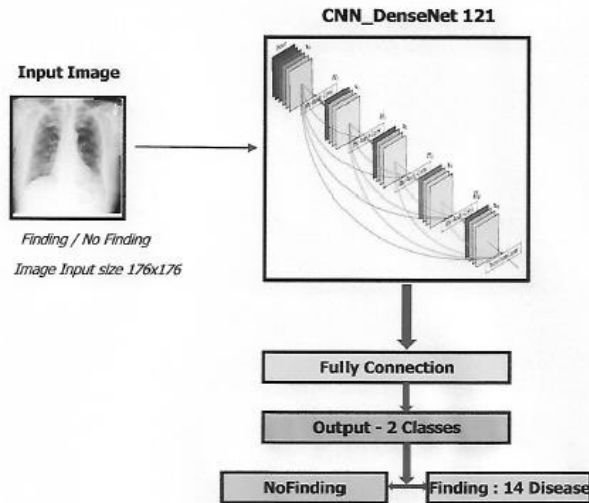 CNN_DenseNet 121
Input Image
Finding / No Finding
Image Input size 176x176
Fully Connection
Output - 2 Classes
NoFinding
Finding : 14 Disease